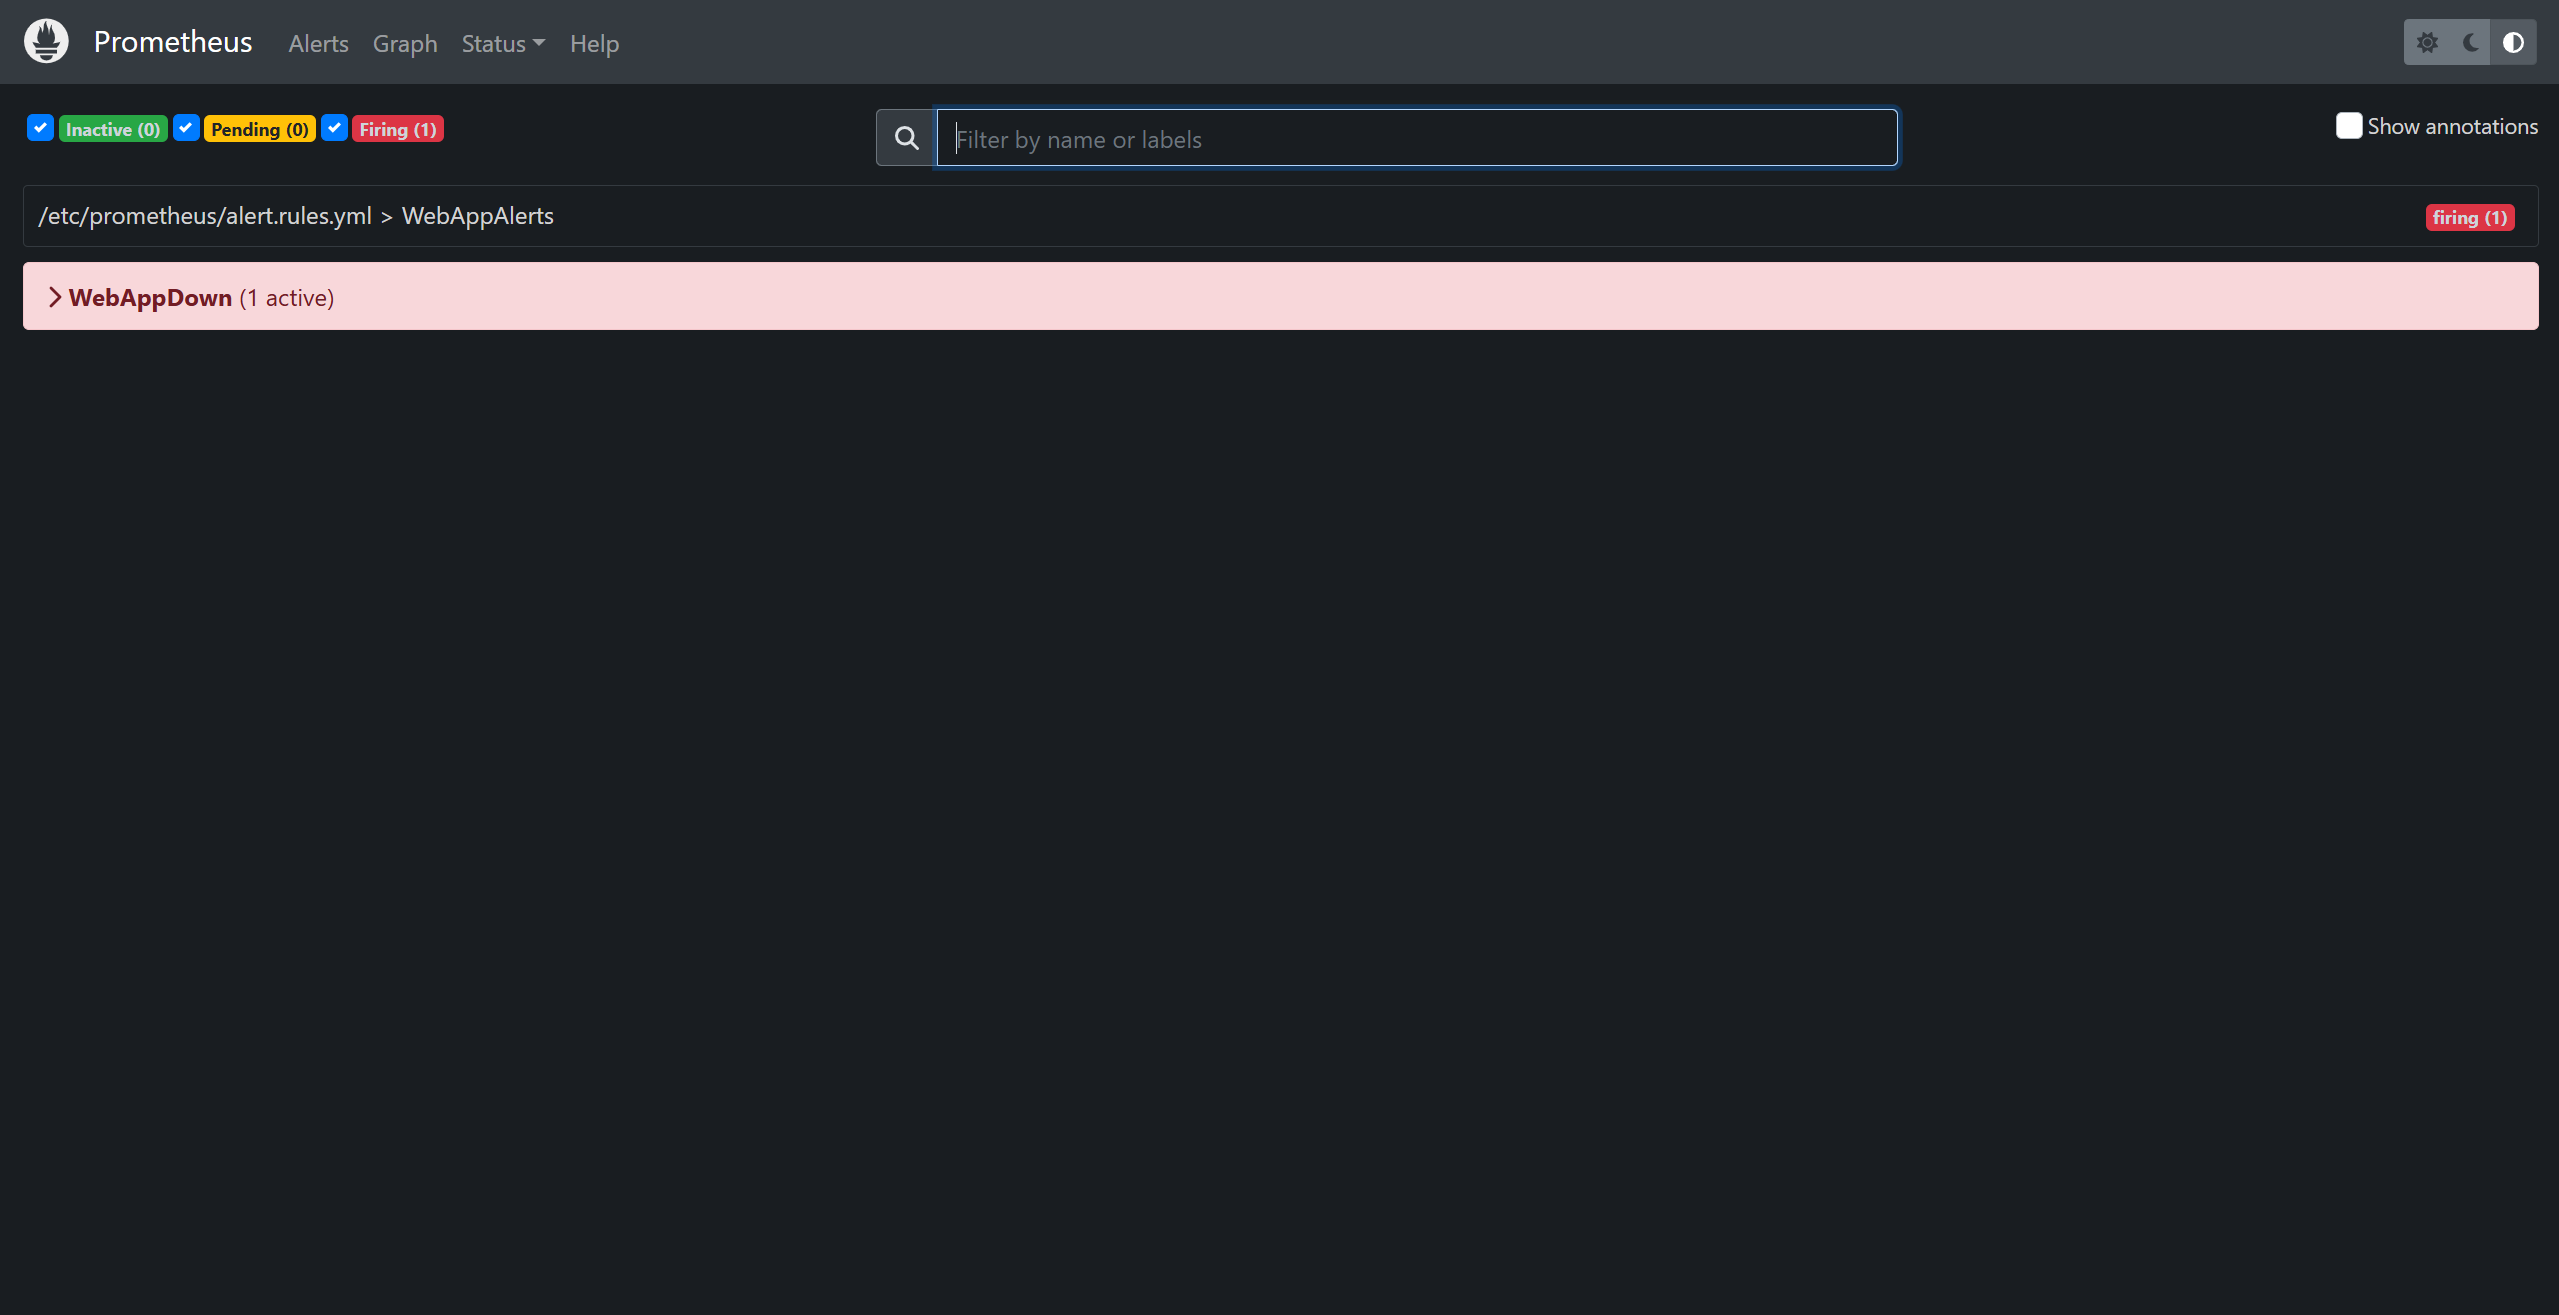 Prometheus Alerts Graph Status Help
Inactive (0) Pending (0) Firing (1) Filter by name or labels Show annotations
/etc/prometheus/alert.rules.yml > WebAppAlerts firing (1)
WebAppDown (1 active)